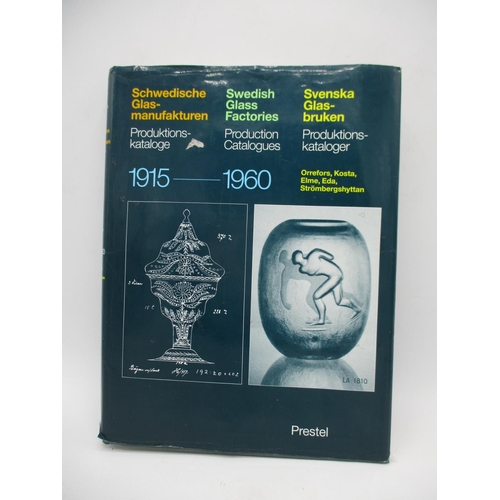 Schwedische
Glas-
manufakturen
Produktions-
kataloge
Swedish
Glass
Factories
Production
Catalogues
Svenska
Glas-
bruken
Produktions-
kataloger
1915—1960
Orrefors, Kosta,
Elme, Eda,
Strömbergshyttan
LA 1810
Prestel